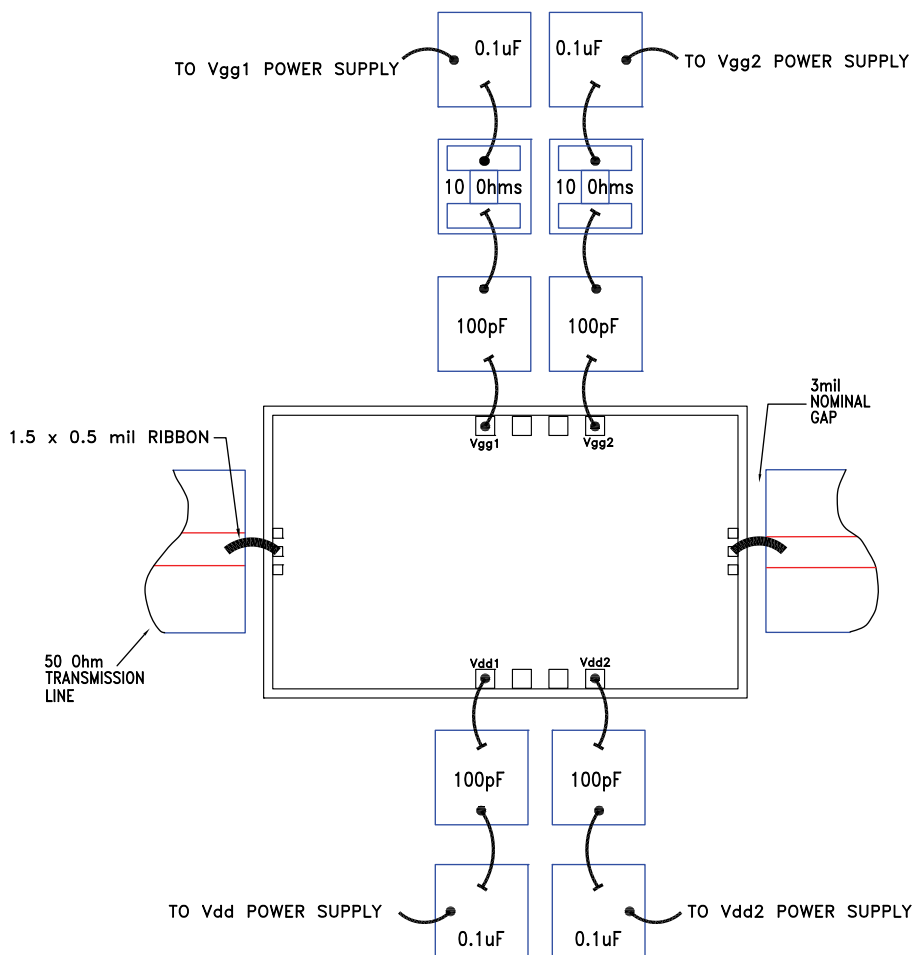 0.1uF
0.1uF
TO Vgg1 POWER SUPPLY
TO Vgg2 POWER SUPPLY
10 Ohms
10 Ohms
100pF
100pF
3mil
NOMINAL
GAP
1.5 x 0.5 mil RIBBON
Vgg1
Vgg2
50 Ohm
TRANSMISSION
LINE
Vdd1
Vdd2
100pF
100pF
TO Vdd POWER SUPPLY
TO Vdd2 POWER SUPPLY
0.1uF
0.1uF